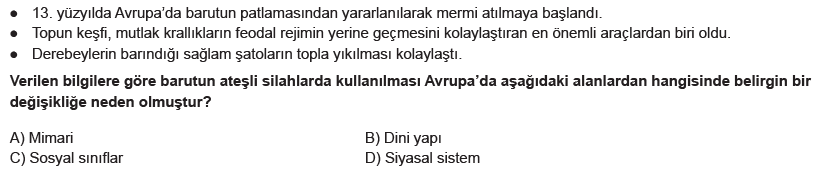 ● 13. yüzyılda Avrupa’da barutun patlamasından yararlanılarak mermi atılmaya başlandı.
● Topun keşfi, mutlak krallıkların feodal rejimin yerine geçmesini kolaylaştıran en önemli araçlardan biri oldu.
● Derebeylerin barındığı sağlam şatoların topla yıkılması kolaylaştı.
Verilen bilgilere göre barutun ateşli silahlarda kullanılması Avrupa’da aşağıdaki alanlardan hangisinde belirgin bir
değişikliğe neden olmuştur?
A) Mimari B) Dini yapı
C) Sosyal sınıflar D) Siyasal sistem